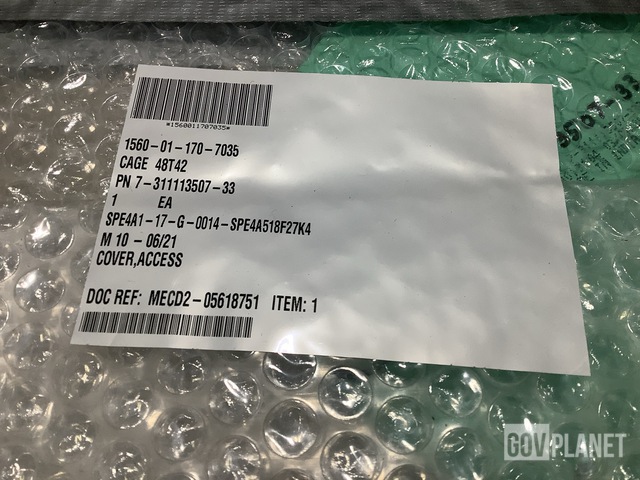 *1560011707035*
1560-01-170-7035
CAGE 48T42
PN 7-311113507-33
1 EA
SPE4A1-17-G-0014-SPE4A518F27K4
M 10 - 06/21
COVER,ACCESS
DOC REF: MECD2-05618751 ITEM: 1
GOVPLANET